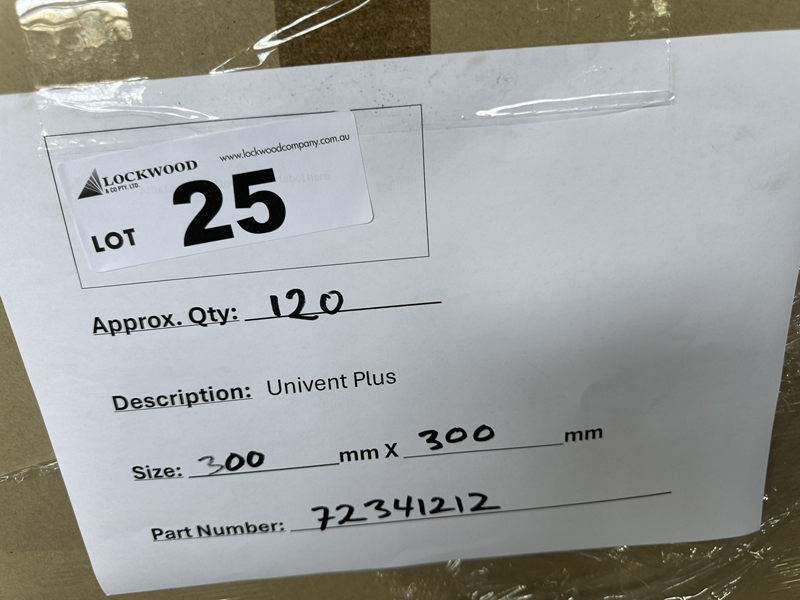 LOCKWOOD
& CO PTY. LTD.
www.lockwoodcompany.com.au
LOT 25
Approx. Qty: 120
Description: Univent Plus
Size: 300 mm X 300 mm
Part Number: 72341212